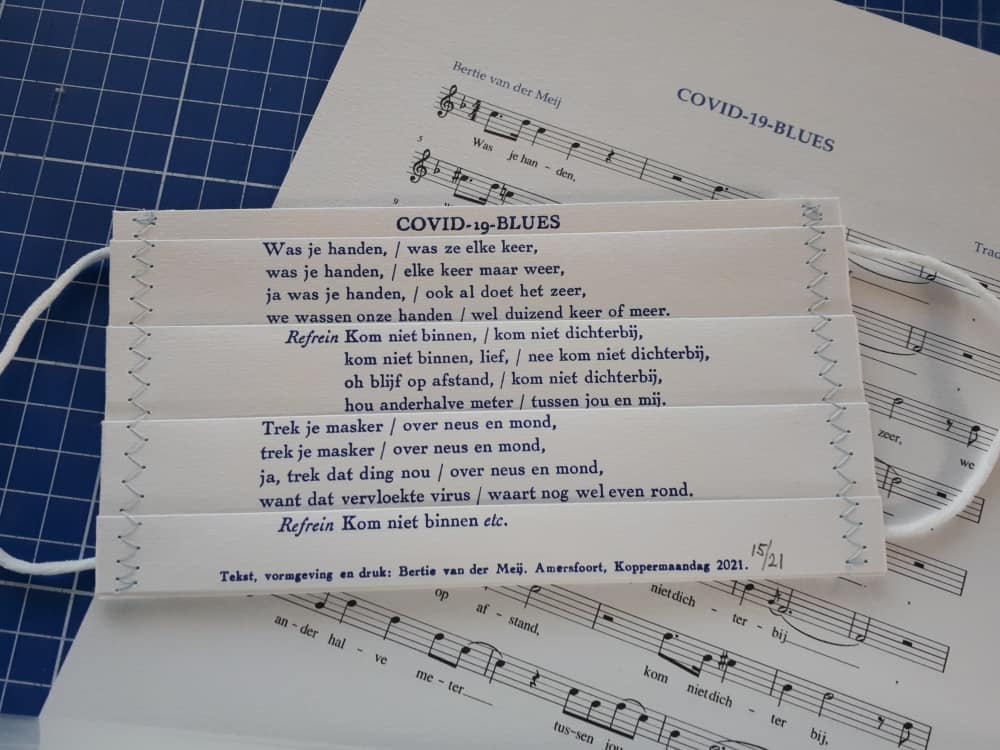 Bertie van der Meij
COVID-19-BLUES
Was je han - den,
5
9
Trad
COVID-19-BLUES
Was je handen, / was ze elke keer,
was je handen, / elke keer maar weer,
ja was je handen, / ook al doet het zeer,
we wassen onze handen / wel duizend keer of meer.
Refrein Kom niet binnen, / kom niet dichterbij,
kom niet binnen, lief, / nee kom niet dichterbij,
oh blijf op afstand, / kom niet dichterbij,
hou anderhalve meter / tussen jou en mij.
Trek je masker / over neus en mond,
trek je masker / over neus en mond,
ja, trek dat ding nou / over neus en mond,
want dat vervloekte virus / waart nog wel even rond.
Refrein Kom niet binnen etc.
Tekst, vormgeving en druk: Bertie van der Meij. Amersfoort, Koppermaandag 2021. 15/21
zeer, we
op af - stand, niet dich - ter - bij
an - der hal - ve me - ter
kom niet dich - ter bij,
tus - sen jou